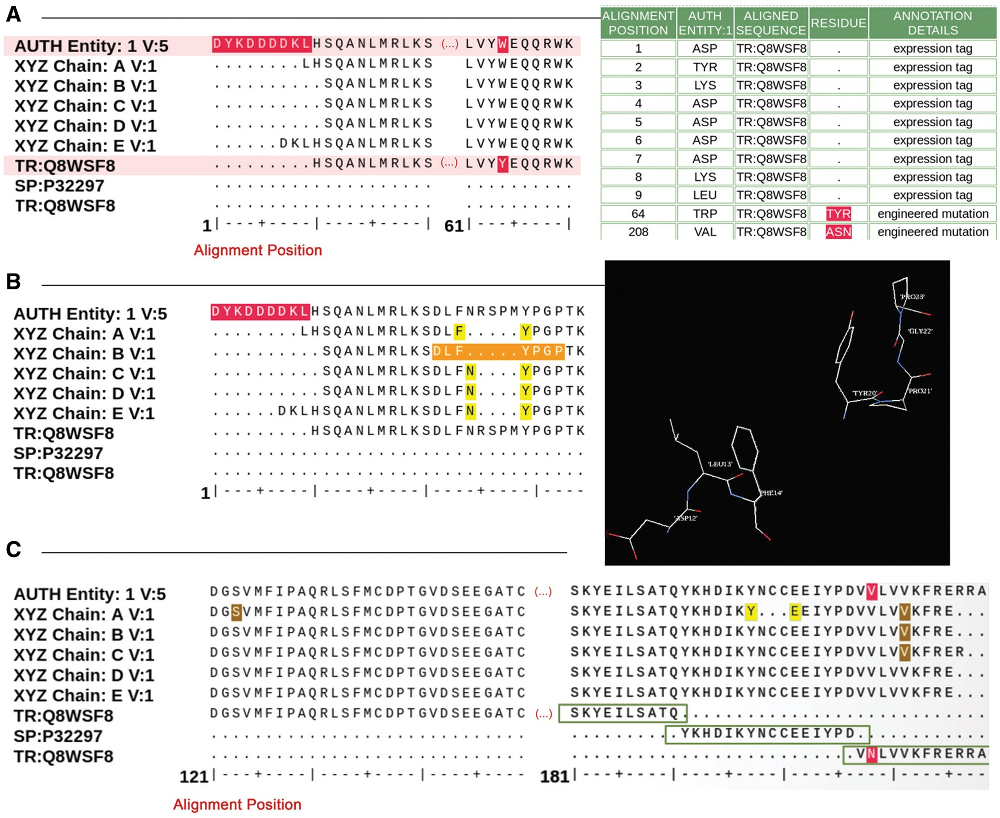 A
AUTH Entity: 1 V:5 DYKDDDDKLHSQANLMRLKS (...) LVYWEQQRWK
XYZ Chain: A V:1 ........LHSQANLMRLKS LVYWEQQRWK
XYZ Chain: B V:1 ..........SQANLMRLKS LVYWEQQRWK
XYZ Chain: C V:1 ..........SQANLMRLKS LVYWEQQRWK
XYZ Chain: D V:1 ..........SQANLMRLKS LVYWEQQRWK
XYZ Chain: E V:1 ......DKLHSQANLMRLKS LVYWEQQRWK
TR:Q8WSF8 .........HSQANLMRLKS (...) LVYYEQQRWK
SP:P32297 .................... ..........
TR:Q8WSF8 .................... ..........
1|---+----|----+----| 61|---+----|
Alignment Position
ALIGNMENT POSITION AUTH ENTITY:1 ALIGNED SEQUENCE RESIDUE ANNOTATION DETAILS
1 ASP TR:Q8WSF8 . expression tag
2 TYR TR:Q8WSF8 . expression tag
3 LYS TR:Q8WSF8 . expression tag
4 ASP TR:Q8WSF8 . expression tag
5 ASP TR:Q8WSF8 . expression tag
6 ASP TR:Q8WSF8 . expression tag
7 ASP TR:Q8WSF8 . expression tag
8 LYS TR:Q8WSF8 . expression tag
9 LEU TR:Q8WSF8 . expression tag
64 TRP TR:Q8WSF8 TYR engineered mutation
208 VAL TR:Q8WSF8 ASN engineered mutation
B
AUTH Entity: 1 V:5 DYKDDDDKLHSQANLMRLKSDLFNRSPMYPGPTK
XYZ Chain: A V:1 ........LHSQANLMRLKSDLF.....YPGPTK
XYZ Chain: B V:1 ..........SQANLMRLKSDLF.....YPGPTK
XYZ Chain: C V:1 ..........SQANLMRLKSDLFN....YPGPTK
XYZ Chain: D V:1 ..........SQANLMRLKSDLFN....YPGPTK
XYZ Chain: E V:1 ......DKLHSQANLMRLKSDLFN....YPGPTK
TR:Q8WSF8 .........HSQANLMRLKSDLFNRSPMYPGPTK
SP:P32297 ..................................
TR:Q8WSF8 ..................................
1|---+----|----+----|----+----|----
'PRO23'
'GLY22'
'TYR20'
'PRO21'
'LEU13'
PHE14'
'ASP12'
C
AUTH Entity: 1 V:5 DGSVMFIPAQRLSFMCDPTGVDSEEGATC (...) SKYEILSATQYKHDIKYNCCEEIYPDVVLVVKFRERRA
XYZ Chain: A V:1 DGSVMFIPAQRLSFMCDPTGVDSEEGATC SKYEILSATQYKHDIKY...EEIYPDVVLVVKFRE...
XYZ Chain: B V:1 DGSVMFIPAQRLSFMCDPTGVDSEEGATC SKYEILSATQYKHDIKYNCCEEIYPDVVLVVKFRE...
XYZ Chain: C V:1 DGSVMFIPAQRLSFMCDPTGVDSEEGATC SKYEILSATQYKHDIKYNCCEEIYPDVVLVVKFRER..
XYZ Chain: D V:1 DGSVMFIPAQRLSFMCDPTGVDSEEGATC SKYEILSATQYKHDIKYNCCEEIYPDVVLVVKFRE...
XYZ Chain: E V:1 DGSVMFIPAQRLSFMCDPTGVDSEEGATC SKYEILSATQYKHDIKYNCCEEIYPDVVLVVKFRE...
TR:Q8WSF8 DGSVMFIPAQRLSFMCDPTGVDSEEGATC (...) SKYEILSATQ............................
SP:P32297 ............................. ..........YKHDIKYNCCEEIYPD............
TR:Q8WSF8 ............................. ..........................VNLVVKFRERRA
121|---+----|----+----|----+---- 181|---+----|----+----|----+----|----+---
Alignment Position